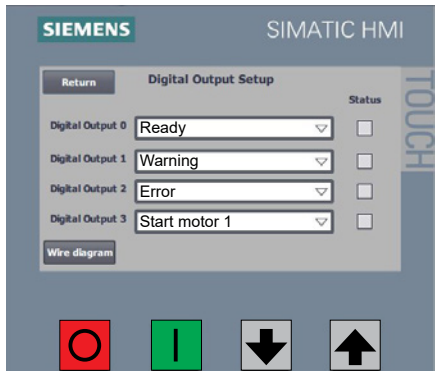 SIEMENS SIMATIC HMI
TOUCH
Return Digital Output Setup
Status
Digital Output 0 Ready
Digital Output 1 Warning
Digital Output 2 Error
Digital Output 3 Start motor 1
Wire diagram